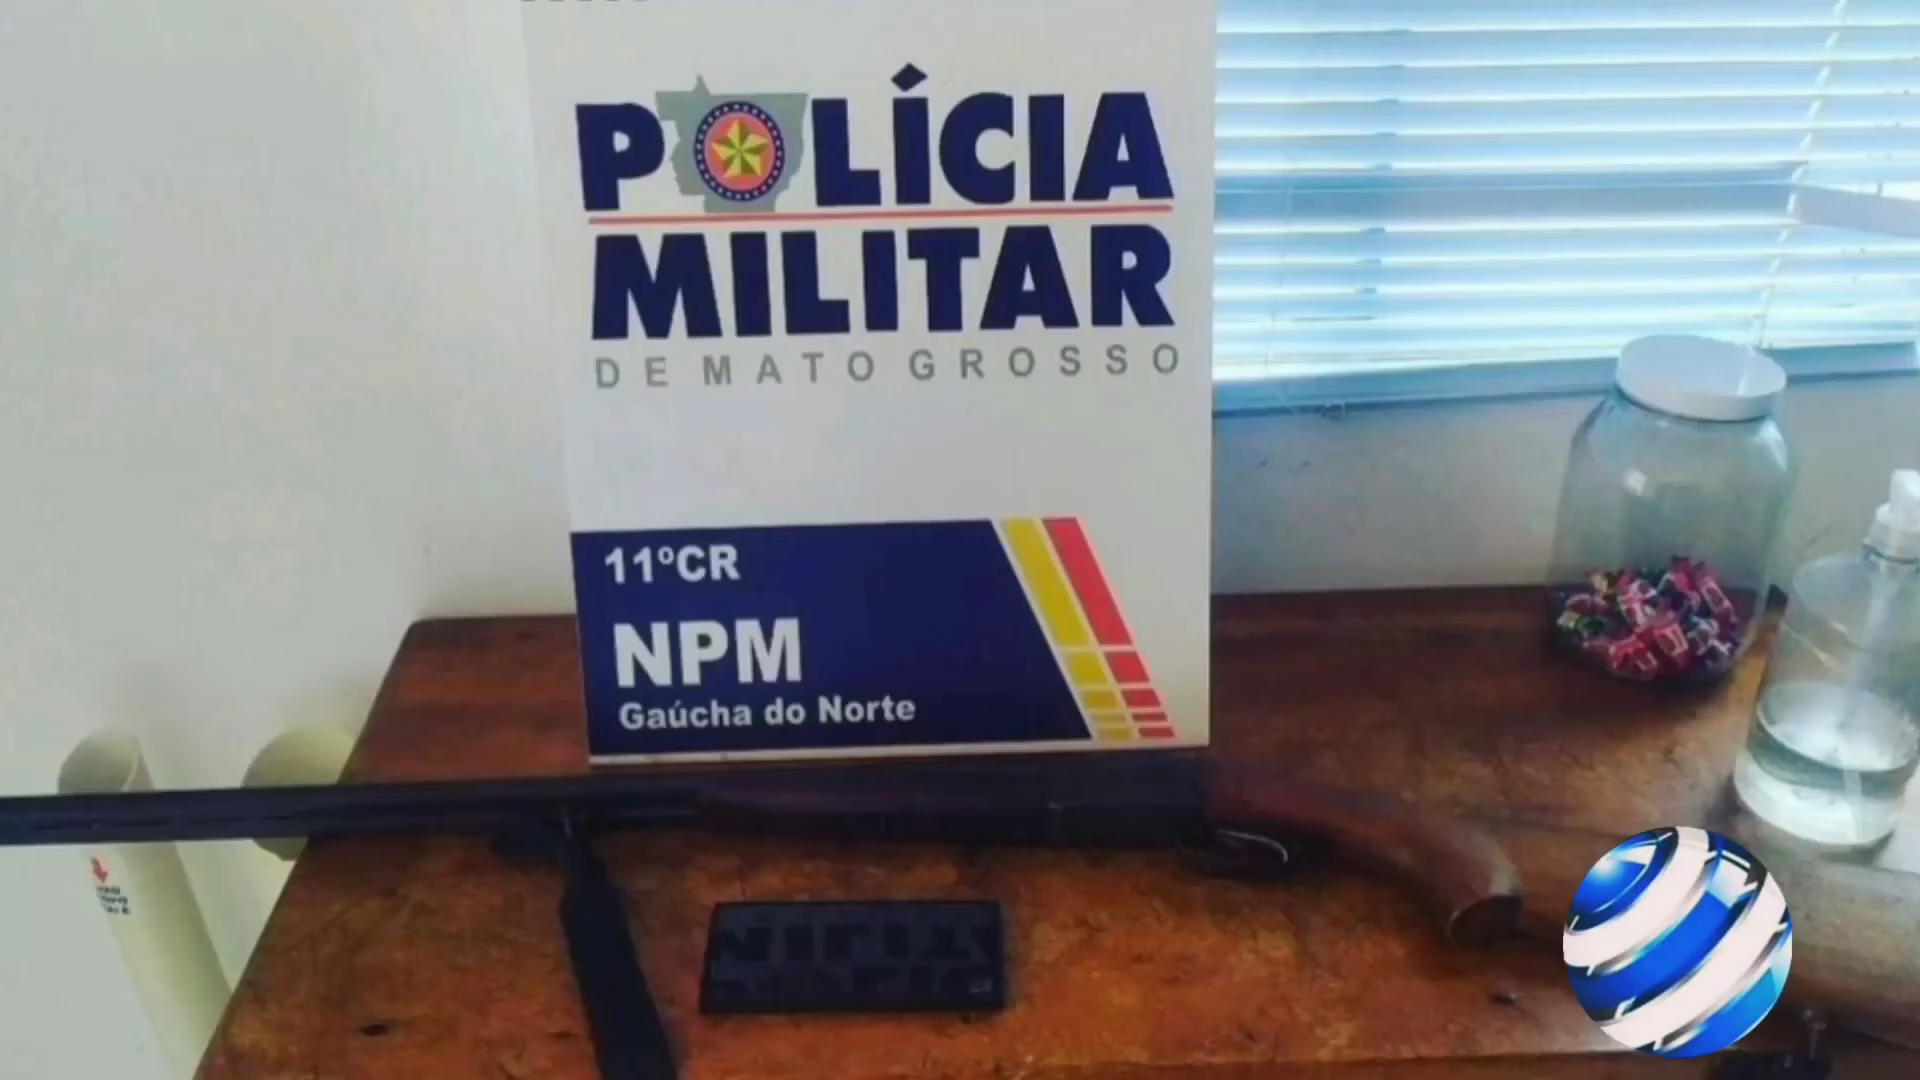 POLÍCIA
MILITAR
DE MATO GROSSO
11ºCR
NPM
Gaúcha do Norte